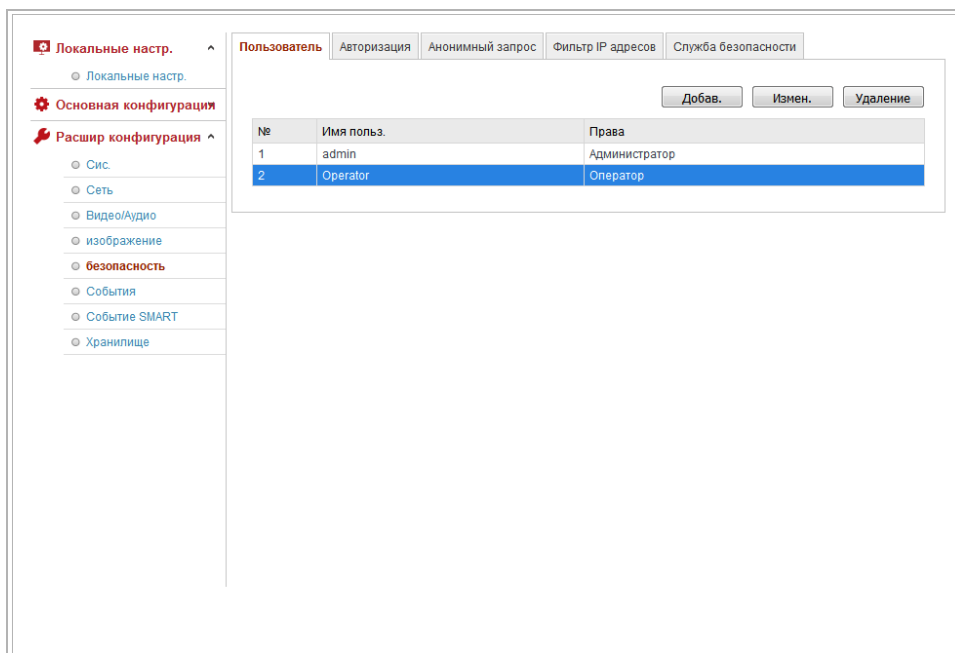 Локальные настр.
Локальные настр.
Основная конфигурация
Расшир конфигурация
Сис.
Сеть
Видео/Аудио
изображение
безопасность
События
Событие SMART
Хранилище
Пользователь Авторизация Анонимный запрос Фильтр IP адресов Служба безопасности
Добав. Измен. Удаление
№ Имя польз. Права
1 admin Администратор
2 Operator Оператор